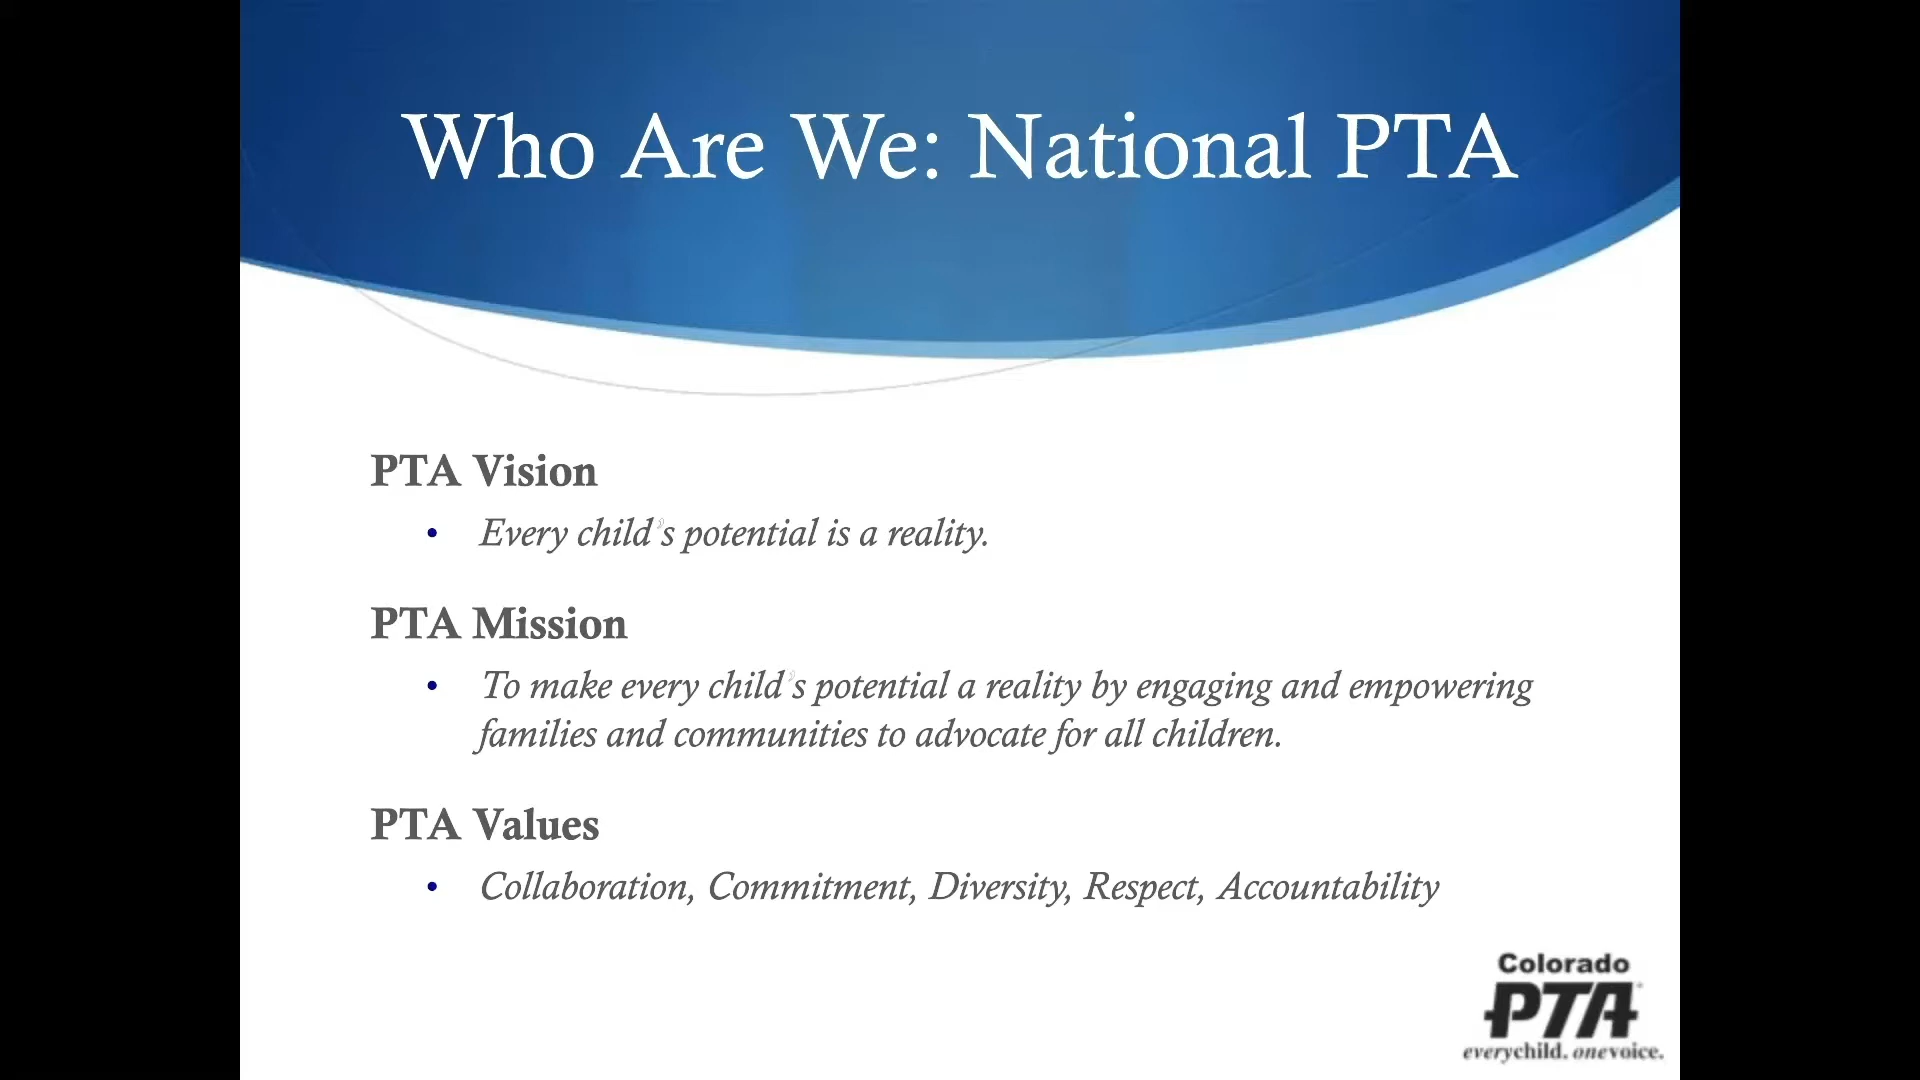 Who Are We: National PTA
PTA Vision
• Every child's potential is a reality.
PTA Mission
• To make every child's potential a reality by engaging and empowering
families and communities to advocate for all children.
PTA Values
• Collaboration, Commitment, Diversity, Respect, Accountability
Colorado
PTA
everychild. onevoice.